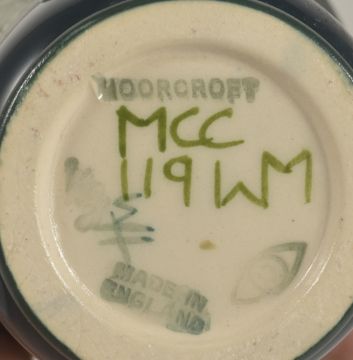 MOORCROFT
MCC
119 WM
MADE IN
ENGLAND